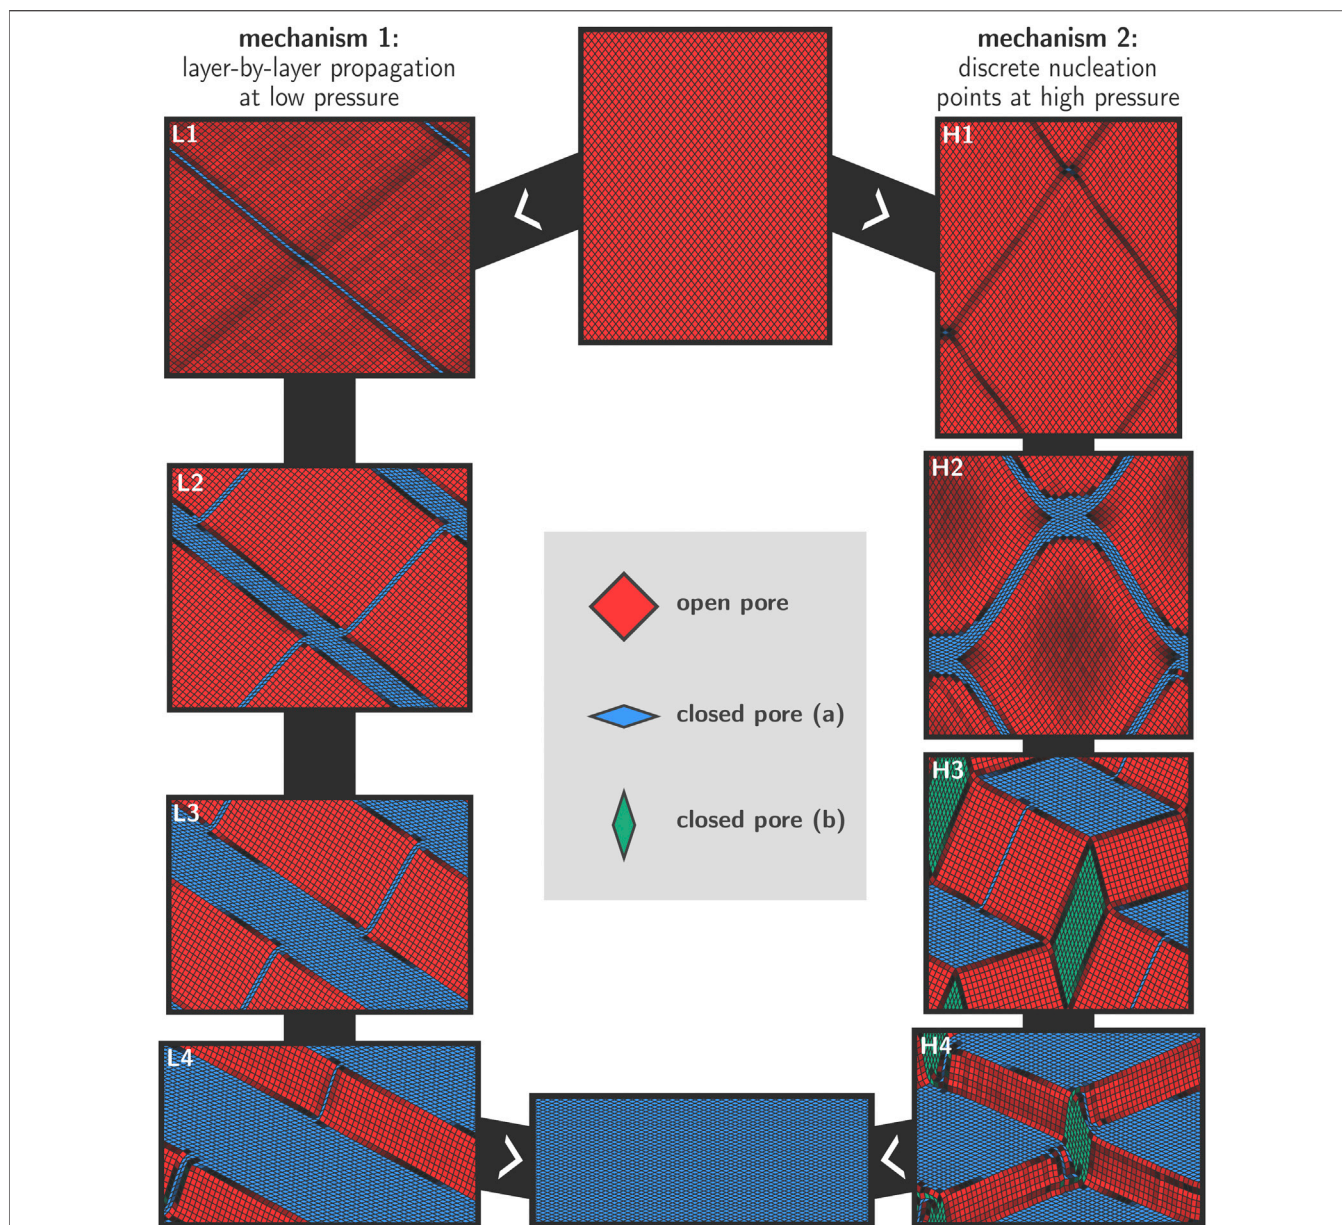 mechanism 1:
layer-by-layer propagation
at low pressure
mechanism 2:
discrete nucleation
points at high pressure
L1
H1
L2
H2
open pore
closed pore (a)
closed pore (b)
L3
H3
L4
H4